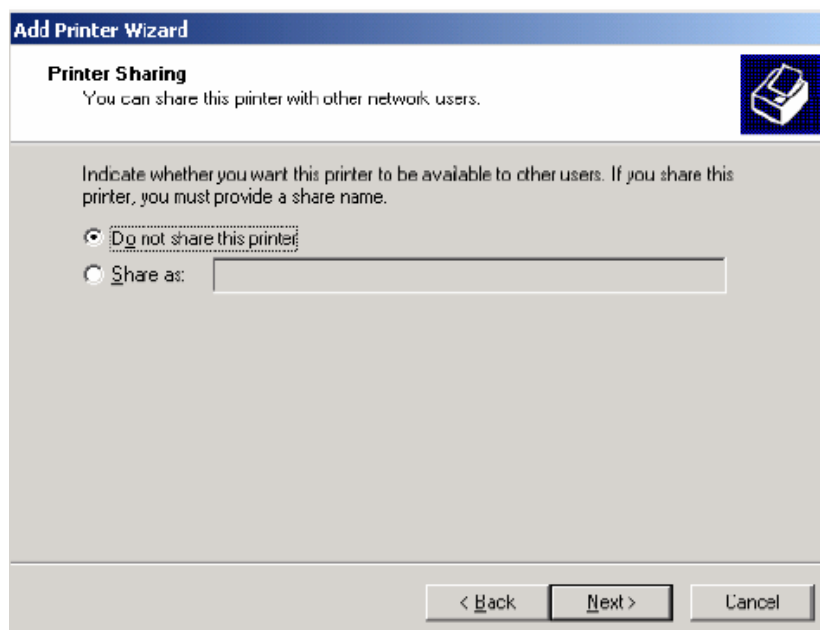 Add Printer Wizard
Printer Sharing
You can share this printer with other network users.
Indicate whether you want this printer to be available to other users. If you share this
printer, you must provide a share name.
Do not share this printer
Share as:
< Back
Next >
Cancel